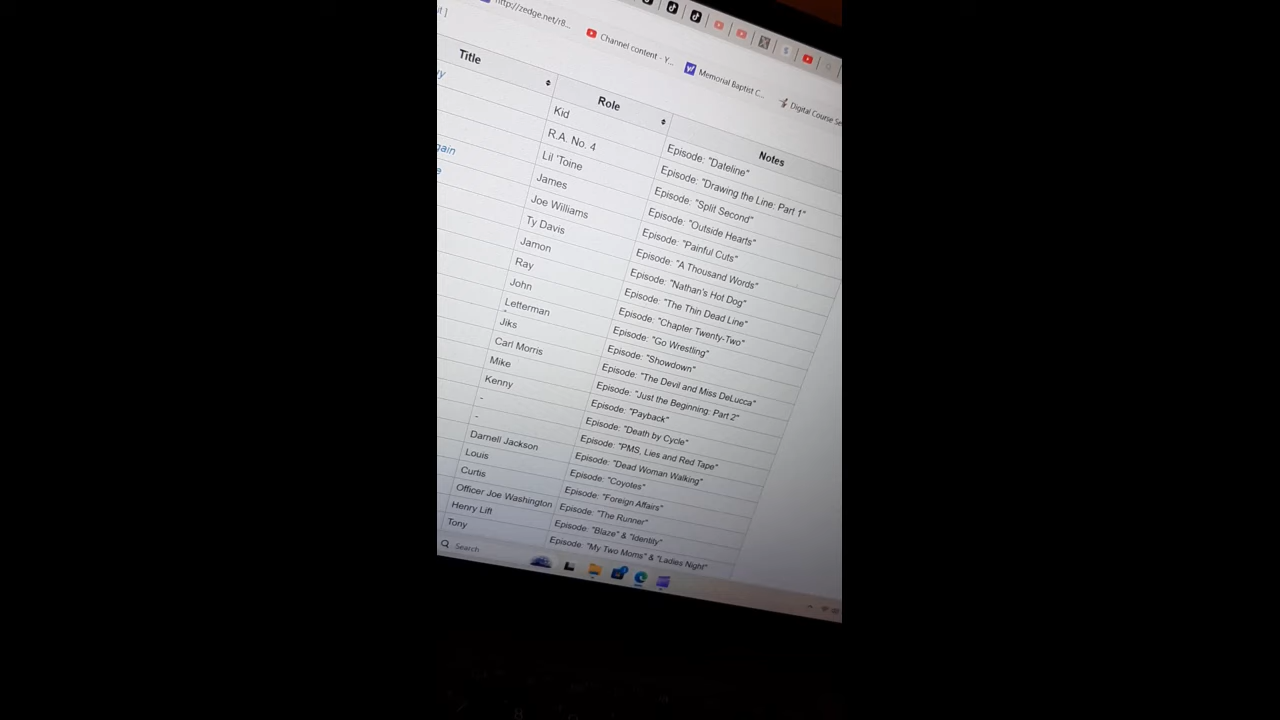 http://zedge.net/r8...
Channel content - Y...
Memorial Baptist C...
Digital Course Se
Title
Role
Notes
Kid
Episode: "Dateline"
R.A. No. 4
Episode: "Drawing the Line: Part 1"
gain
Lil 'Toine
Episode: "Split Second"
e
James
Episode: "Outside Hearts"
Joe Williams
Episode: "Painful Cuts"
Ty Davis
Episode: "A Thousand Words"
Jamon
Episode: "Nathan's Hot Dog"
Ray
Episode: "The Thin Dead Line"
John
Episode: "Chapter Twenty-Two"
Letterman
Episode: "Go Wrestling"
Jiks
Episode: "Showdown"
Carl Morris
Episode: "The Devil and Miss DeLucca"
Mike
Episode: "Just the Beginning: Part 2"
Kenny
Episode: "Payback"
-
Episode: "Death by Cycle"
-
Episode: "PMS, Lies and Red Tape"
Darnell Jackson
Episode: "Dead Woman Walking"
Louis
Episode: "Coyotes"
Curtis
Episode: "Foreign Affairs"
Officer Joe Washington
Episode: "The Runner"
Henry Lift
Episode: "Blaze" & "Identity"
Tony
Episode: "My Two Moms" & "Ladies Night"
Search